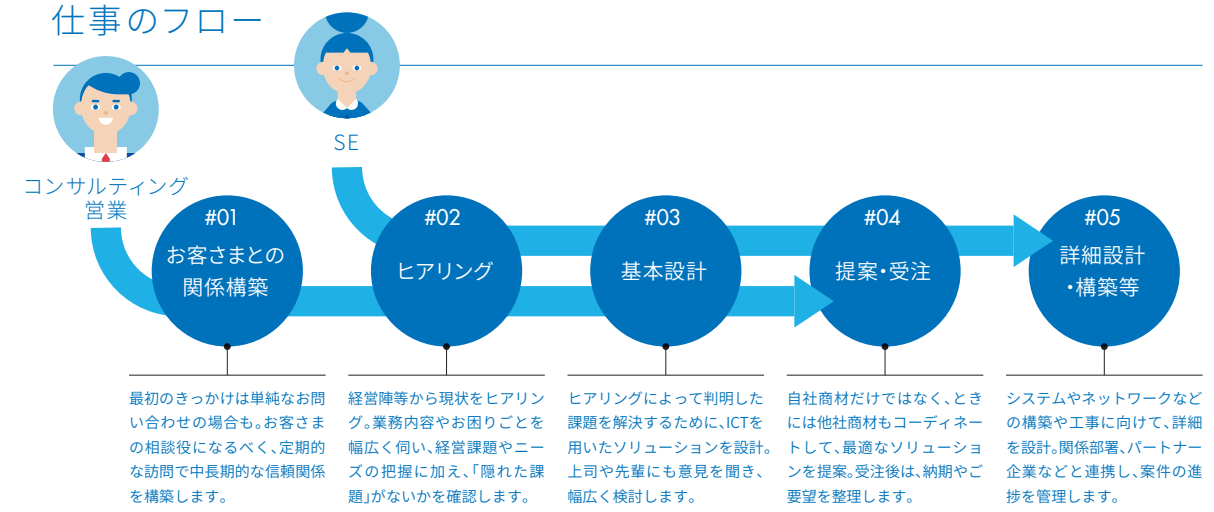 仕事のフロー
SE
コンサルティング
営業
#01
お客さまとの
関係構築
#02
ヒアリング
#03
基本設計
#04
提案・受注
#05
詳細設計
・構築等
最初のきっかけは単純なお問
い合わせの場合も。お客さま
の相談役になるべく、定期的
な訪問で中長期的な信頼関係
を構築します。
経営陣等から現状をヒアリン
グ。業務内容やお困りごとを
幅広く伺い、経営課題やニー
ズの把握に加え、「隠れた課
題」がないかを確認します。
ヒアリングによって判明した
課題を解決するために、ICTを
用いたソリューションを設計。
上司や先輩にも意見を聞き、
幅広く検討します。
自社商材だけではなく、とき
には他社商材もコーディネー
トして、最適なソリューショ
ンを提案。受注後は、納期やご
要望を整理します。
システムやネットワークなど
の構築や工事に向けて、詳細
を設計。関係部署、パートナー
企業などと連携し、案件の進
捗を管理します。